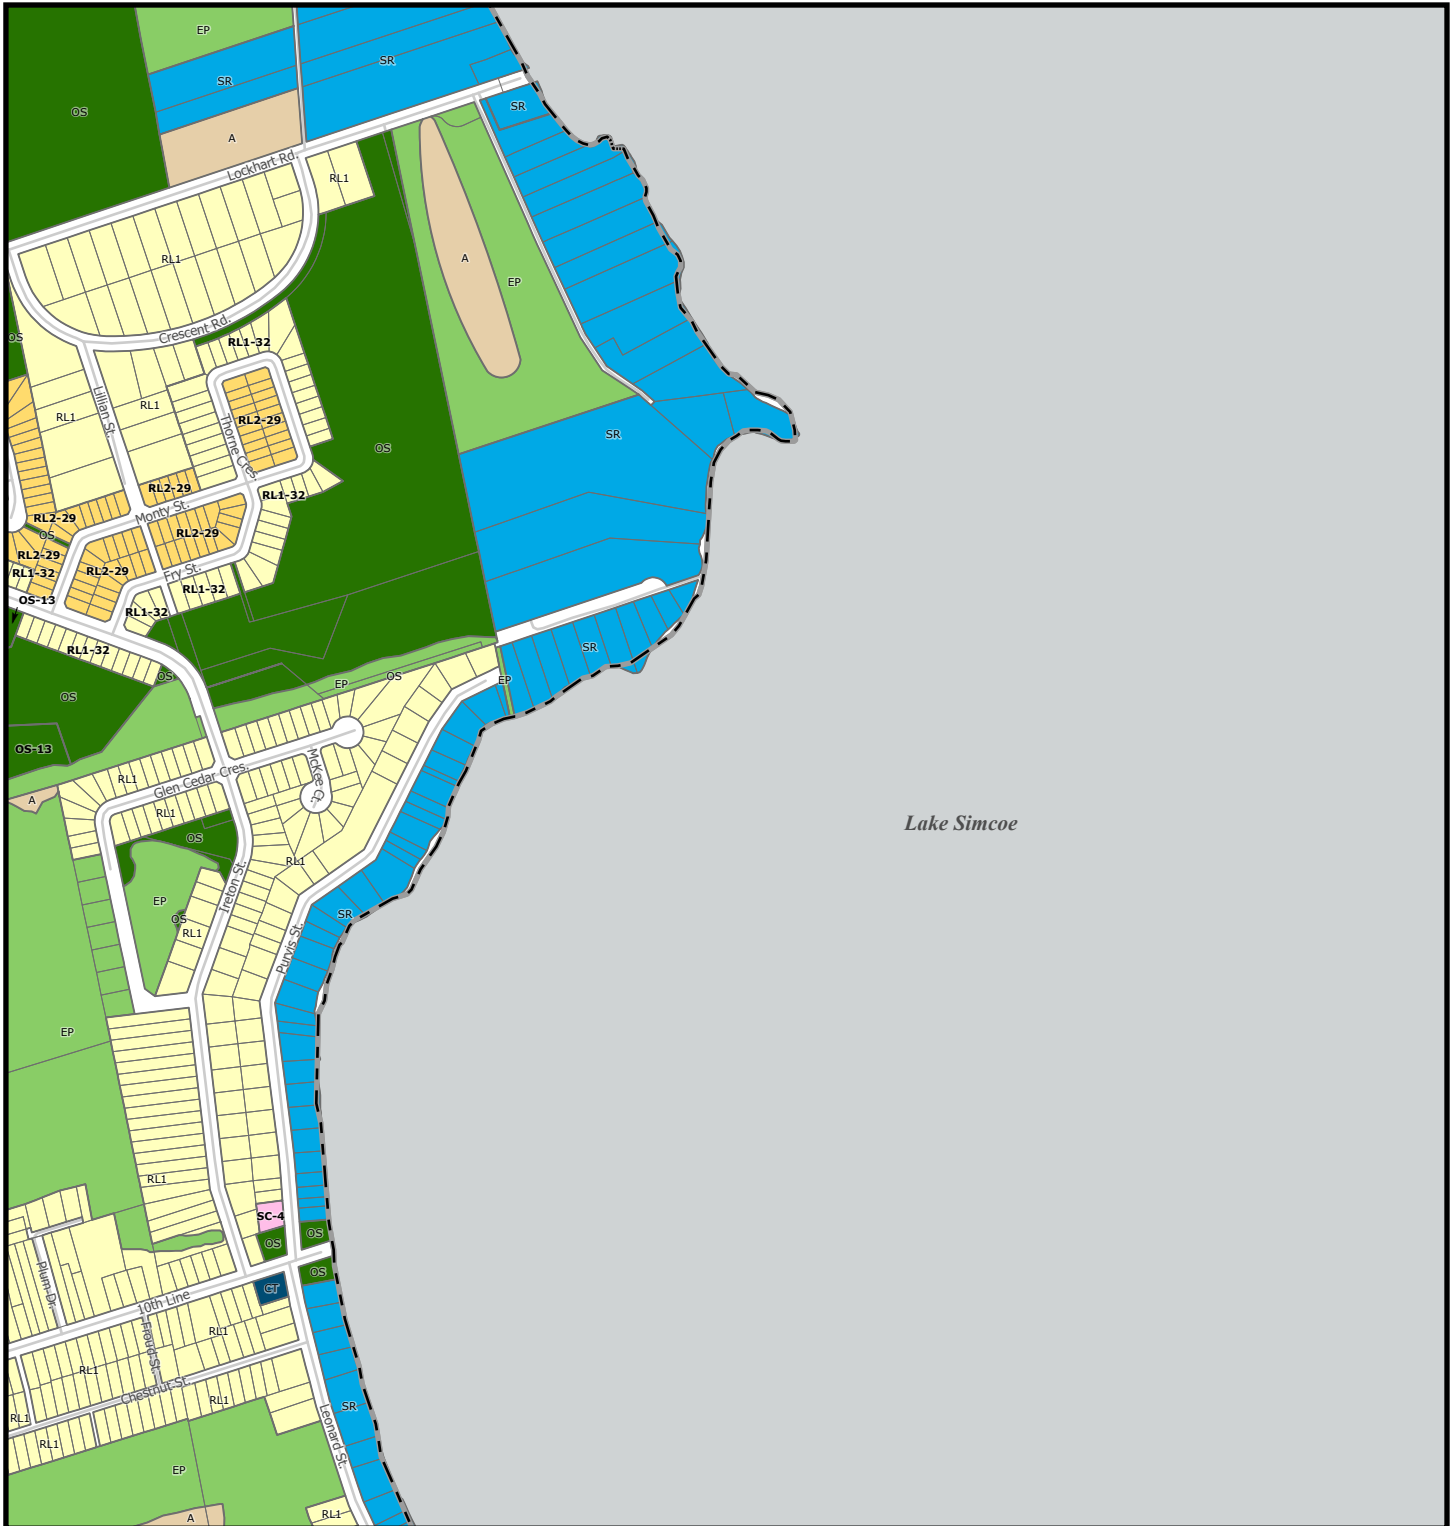 EP
SR
SR
OS
SR
A
Lockhart Rd.
RL1
RL1
A
EP
OS
Crescent Rd.
RL1-32
Lillian St.
RL1
RL1
Thorne Cres.
RL2-29
SR
OS
RL2-29
RL1-32
Monty St.
RL2-29
RL2-29
OS
RL2-29
RL1-32
RL2-29
Fry St.
RL1-32
OS-13
RL1-32
RL1-32
SR
OS
OS
EP
EP
OS
OS-13
McKee Ct.
Glen Cedar Cres.
RL1
A
RL1
Lake Simcoe
OS
RL1
Ireton St.
EP
OS
SR
RL1
Purvis St.
EP
RL1
SC-4
OS
OS
OS
Plum Dr.
CT
10th Line
Froud St.
RL1
RL1
Chestnut St.
RL1
SR
RL1
Leonard St.
RL1
EP
A
RL1